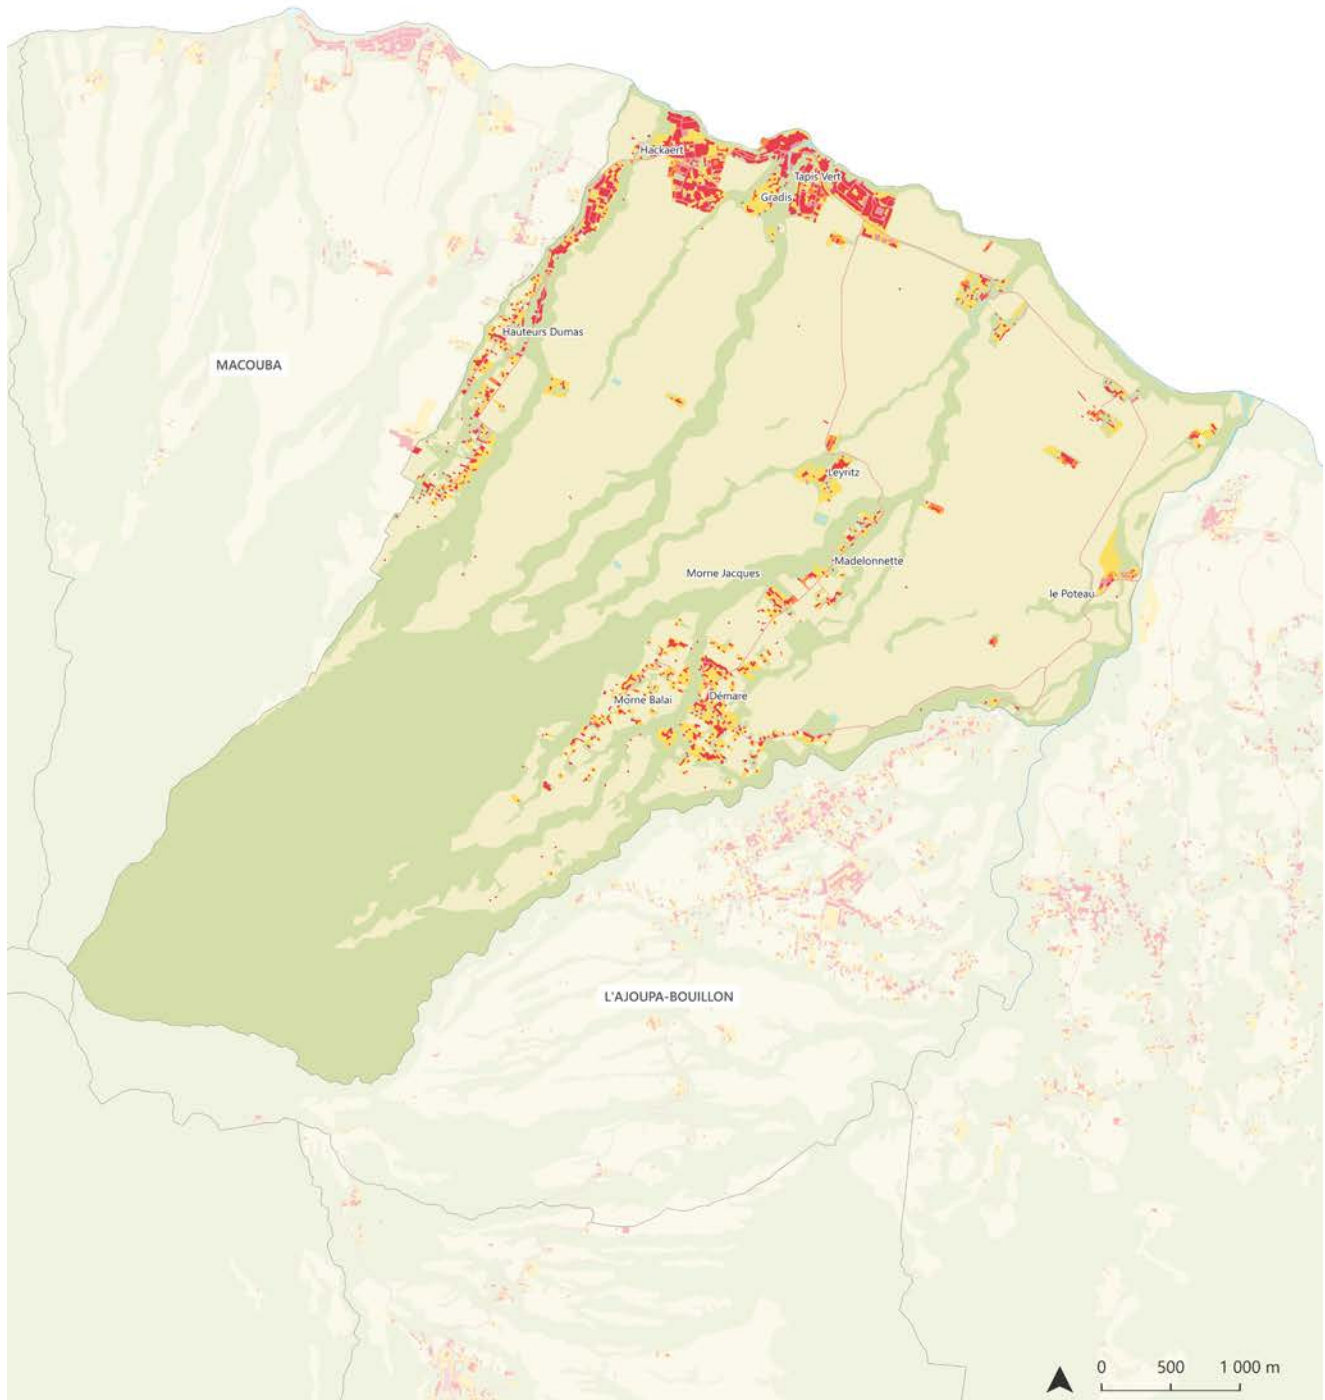 Hackaert
Tapis Vert
Gradis
Hauteurs Dumas
MACOUBA
Leyritz
Madelonnette
Morne Jacques
le Poteau
Morne Balai
Démare
L'AJOUPA-BOUILLON
0 500 1 000 m